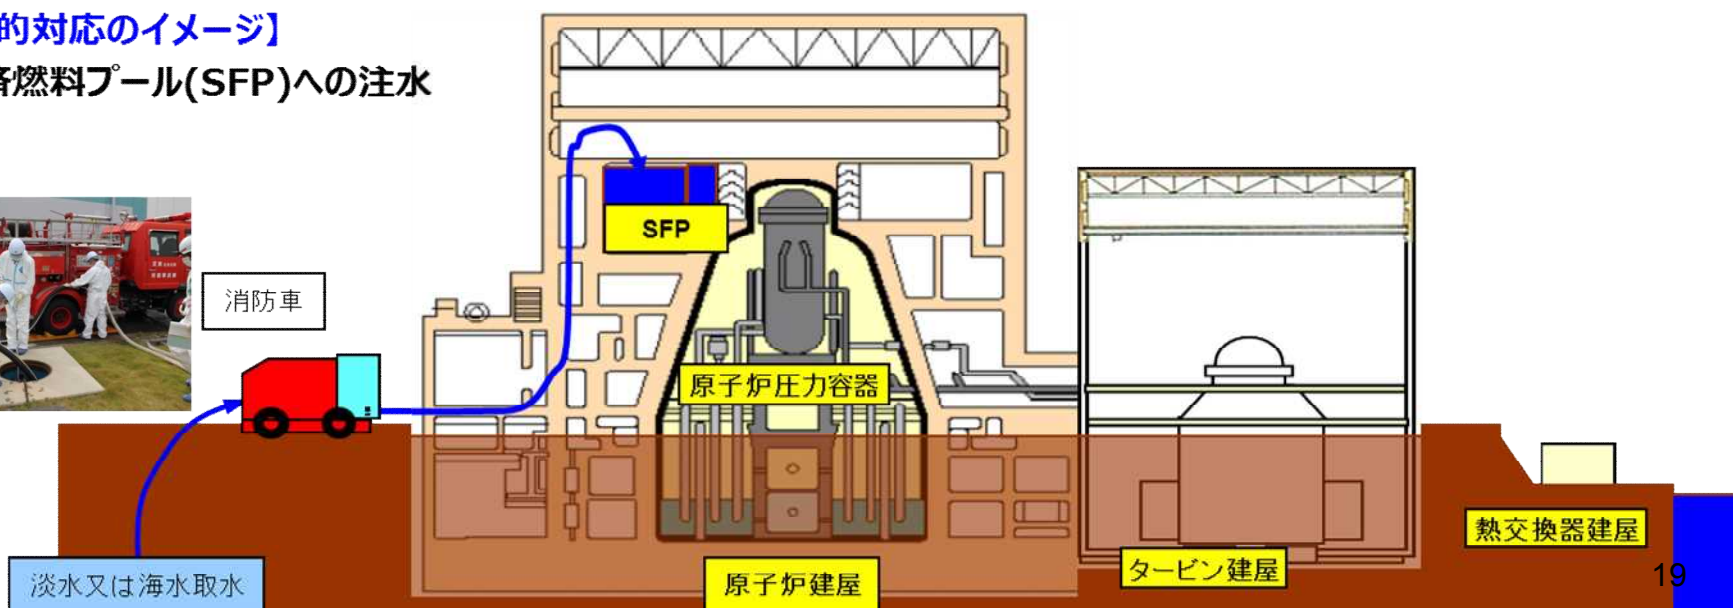 的対応のイメージ】
燃料プール(SFP)への注水
SFP
消防車
原子炉圧力容器
熱交換器建屋
タービン建屋
淡水又は海水取水
原子炉建屋
19